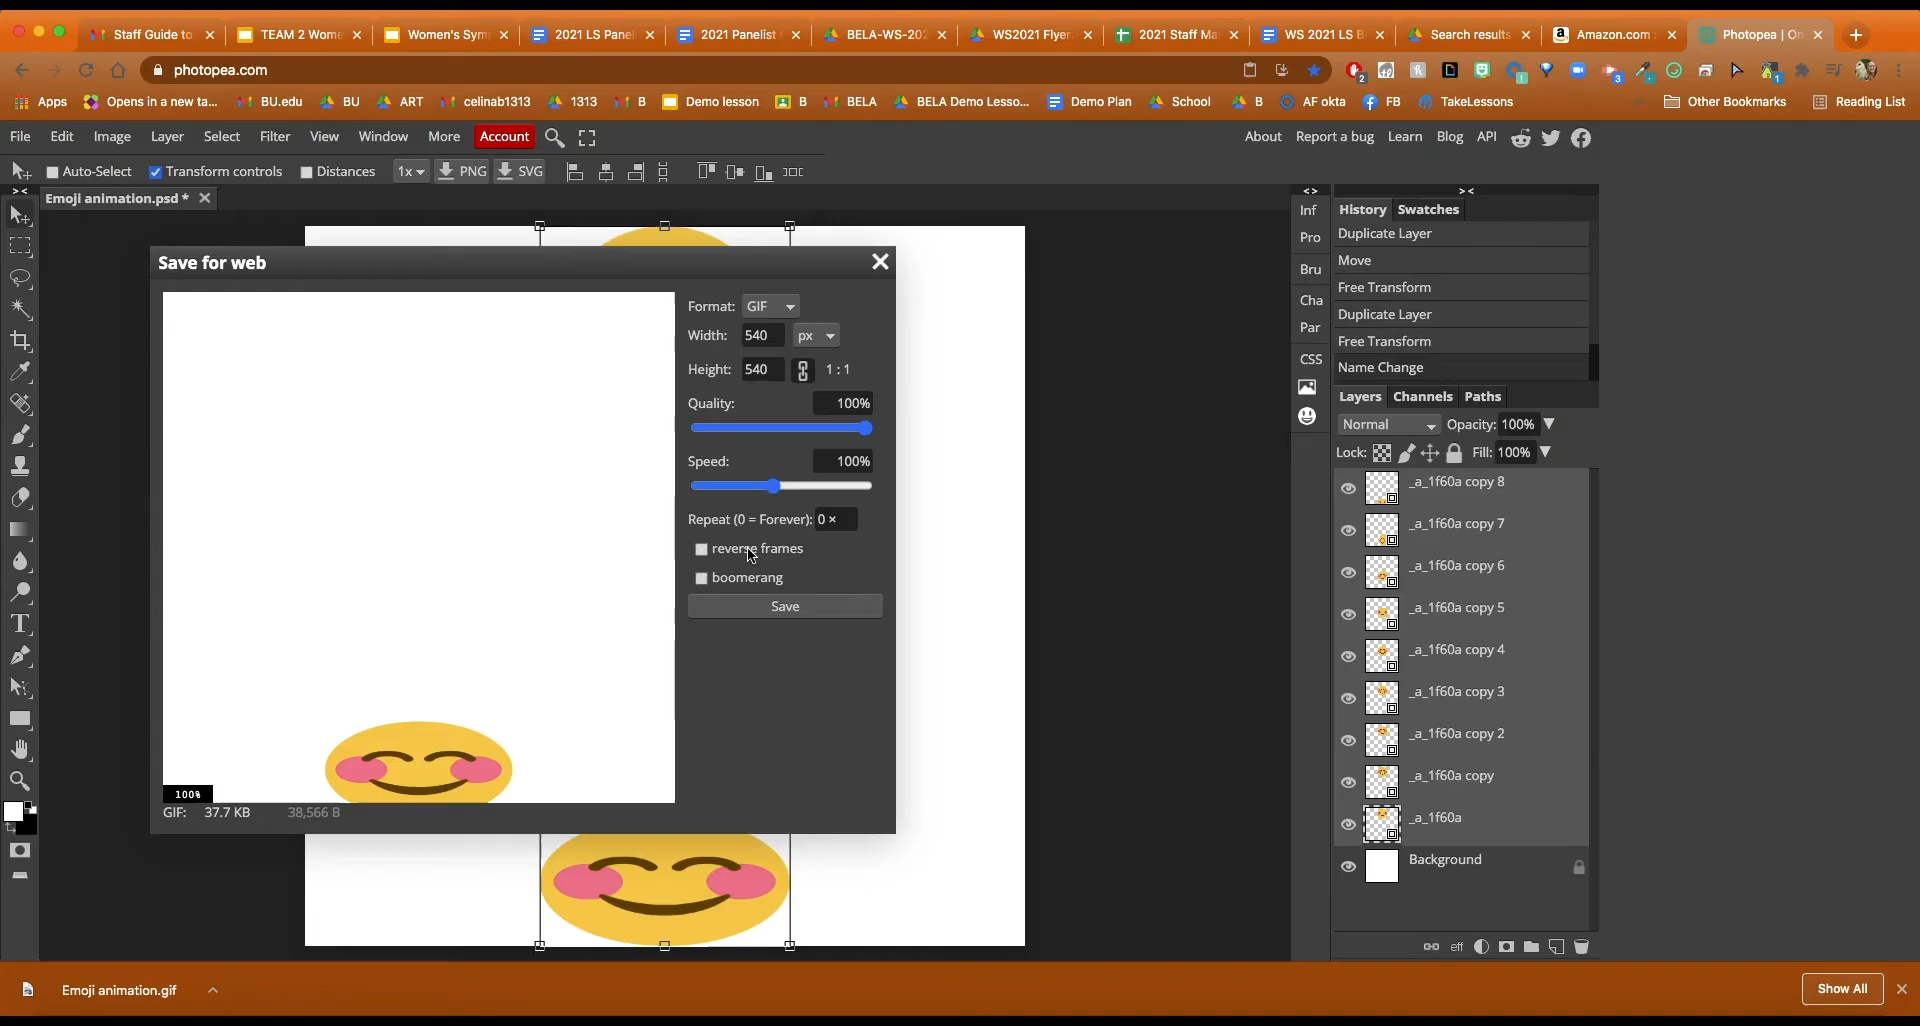 Staff Guide to
TEAM 2 Wome
Women's Sym
2021 LS Pane
2021 Panelist
BELA-WS-202
WS2021 Flyer
2021 Staff Ma
WS 2021 LS B
Search results
Amazon.com
Photopea | On
photopea.com
Apps
Opens in a new ta...
BU.edu
BU
ART
celinab1313
1313
B
Demo lesson
B
BELA
BELA Demo Lesso...
Demo Plan
School
B
AF okta
FB
TakeLessons
Other Bookmarks
Reading List
File Edit Image Layer Select Filter View Window More Account
About Report a bug Learn Blog API
Auto-Select Transform controls Distances 1x PNG SVG
Emoji animation.psd *
Save for web
Format: GIF
Width: 540 px
Height: 540 1 : 1
Quality: 100%
Speed: 100%
Repeat (0 = Forever): 0 ×
reverse frames
boomerang
Save
100%
GIF: 37.7 KB 38,566 B
Inf
Pro
Bru
Cha
Par
CSS
History Swatches
Duplicate Layer
Move
Free Transform
Duplicate Layer
Free Transform
Name Change
Layers Channels Paths
Normal Opacity: 100%
Lock: Fill: 100%
_a_1f60a copy 8
_a_1f60a copy 7
_a_1f60a copy 6
_a_1f60a copy 5
_a_1f60a copy 4
_a_1f60a copy 3
_a_1f60a copy 2
_a_1f60a copy
_a_1f60a
Background
eff
Emoji animation.gif
Show All